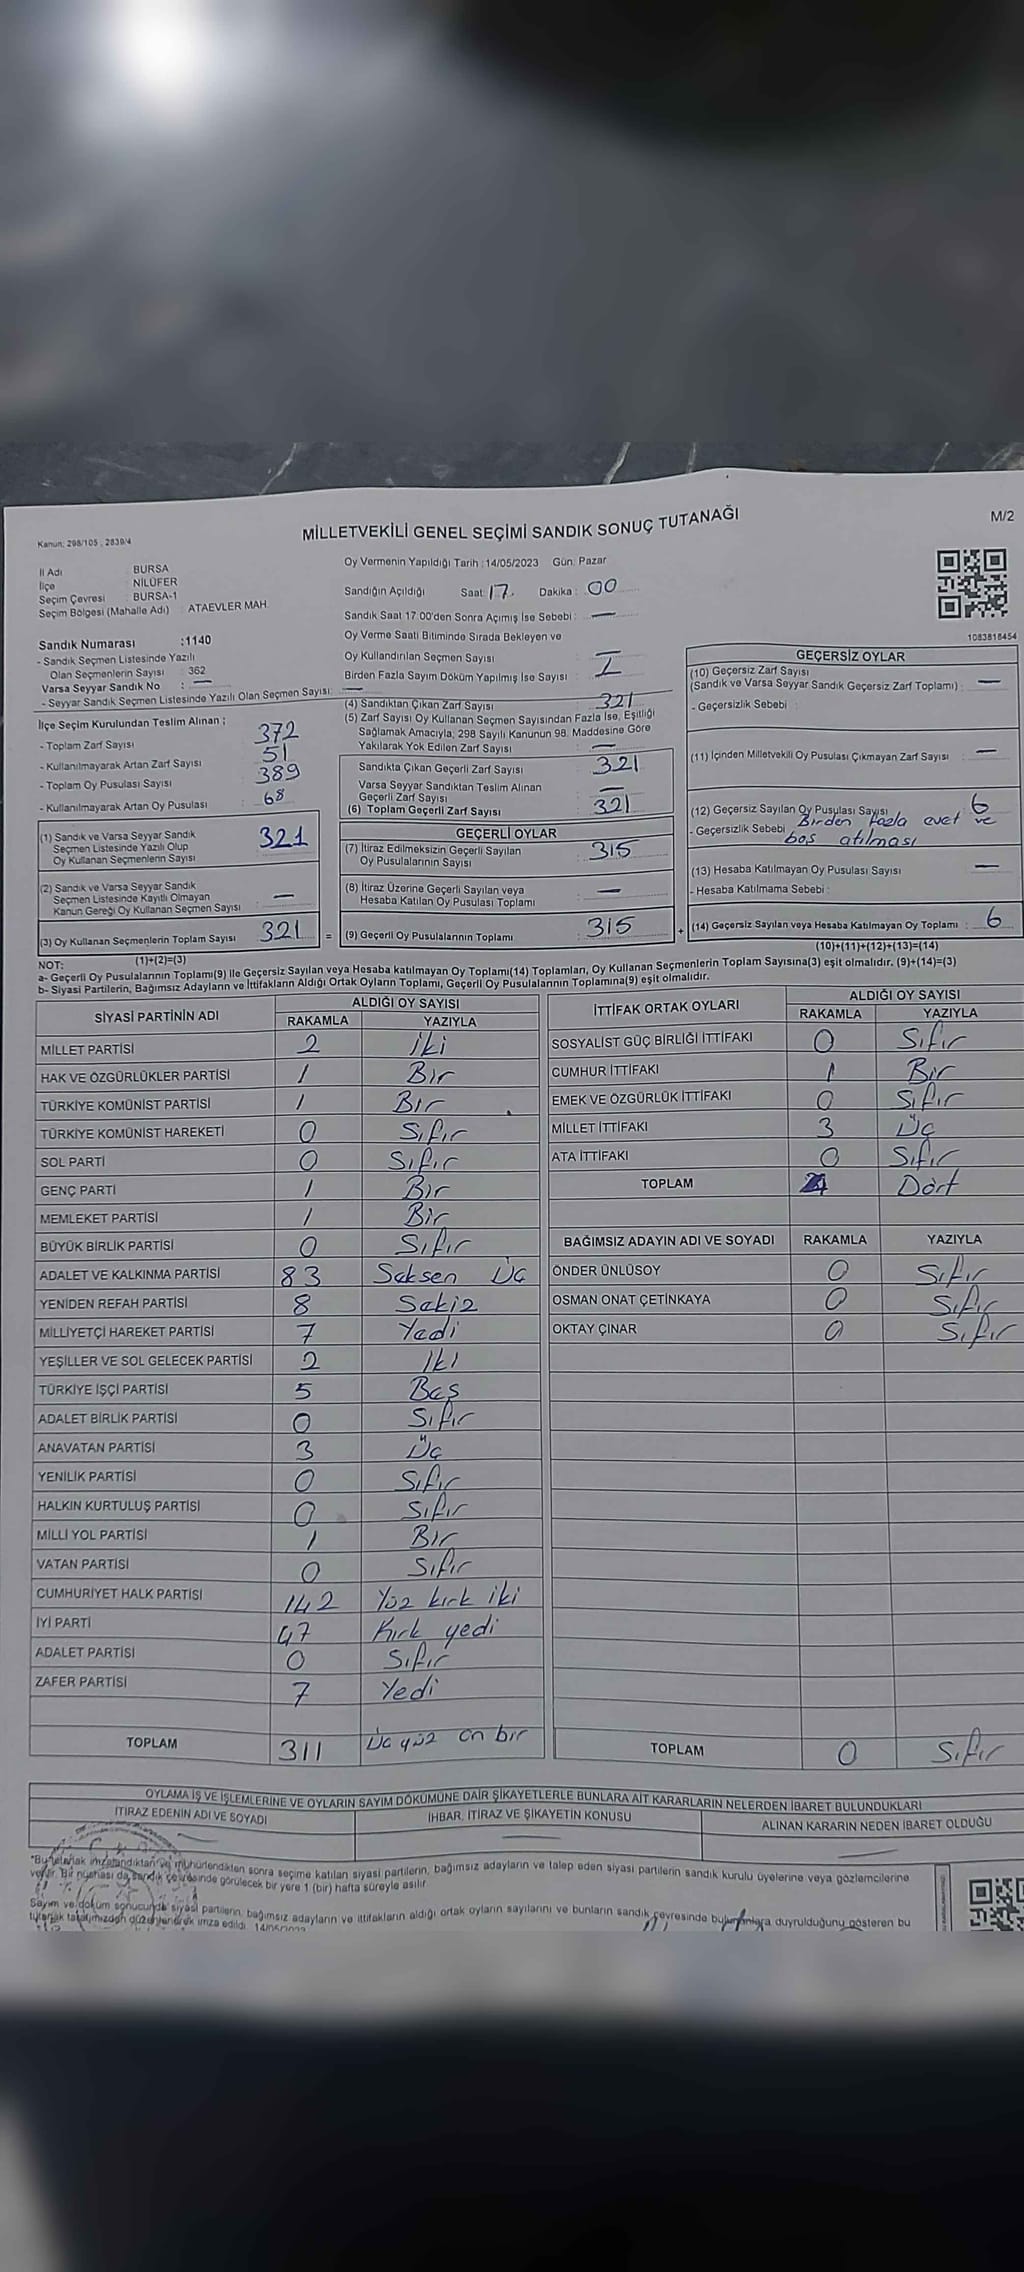 MİLLETVEKİLİ GENEL SEÇİMİ SANDIK SONUÇ TUTANAĞI
M/2
Kanun: 298/105 , 2839/4
İl Adı BURSA
İlçe NİLÜFER
Seçim Çevresi : BURSA-1
Seçim Bölgesi (Mahalle Adı) : ATAEVLER MAH.
Oy Vermenin Yapıldığı Tarih : 14/05/2023 Gün: Pazar
Sandığın Açıldığı Saat: 17. Dakika : 00
Sandık Saat 17:00'den Sonra Açılmış İse Sebebi : —
Oy Verme Saati Bitiminde Sırada Bekleyen ve
Oy Kullandırılan Seçmen Sayısı : —
Birden Fazla Sayım Döküm Yapılmış İse Sayısı : 1
1083818454
Sandık Numarası :1140
- Sandık Seçmen Listesinde Yazılı
Olan Seçmenlerin Sayısı : 362
Varsa Seyyar Sandık No : —
- Seyyar Sandık Seçmen Listesinde Yazılı Olan Seçmen Sayısı: —
İlçe Seçim Kurulundan Teslim Alınan ;
- Toplam Zarf Sayısı : 372
- Kullanılmayarak Artan Zarf Sayısı : 51
- Toplam Oy Pusulası Sayısı : 389
- Kullanılmayarak Artan Oy Pusulası : 68
(1) Sandık ve Varsa Seyyar Sandık
Seçmen Listesinde Yazılı Olup
Oy Kullanan Seçmenlerin Sayısı : 321
(2) Sandık ve Varsa Seyyar Sandık
Seçmen Listesinde Kayıtlı Olmayan
Kanun Gereği Oy Kullanan Seçmen Sayısı : —
(3) Oy Kullanan Seçmenlerin Toplam Sayısı : 321
(1)+(2)=(3)
(4) Sandıktan Çıkan Zarf Sayısı : 321
(5) Zarf Sayısı Oy Kullanan Seçmen Sayısından Fazla İse, Eşitliği
Sağlamak Amacıyla, 298 Sayılı Kanunun 98. Maddesine Göre
Yakılarak Yok Edilen Zarf Sayısı : —
Sandıkta Çıkan Geçerli Zarf Sayısı : 321
Varsa Seyyar Sandıktan Teslim Alınan
Geçerli Zarf Sayısı : —
(6) Toplam Geçerli Zarf Sayısı : 321
GEÇERLİ OYLAR
(7) İtiraz Edilmeksizin Geçerli Sayılan
Oy Pusulalarının Sayısı : 315
(8) İtiraz Üzerine Geçerli Sayılan veya
Hesaba Katılan Oy Pusulası Toplamı : —
= (9) Geçerli Oy Pusulalarının Toplamı : 315
GEÇERSİZ OYLAR
(10) Geçersiz Zarf Sayısı
(Sandık ve Varsa Seyyar Sandık Geçersiz Zarf Toplamı) : —
- Geçersizlik Sebebi :
(11) İçinden Milletvekili Oy Pusulası Çıkmayan Zarf Sayısı : —
(12) Geçersiz Sayılan Oy Pusulası Sayısı : 6
- Geçersizlik Sebebi : Birden fazla evet ve
boş atılması
(13) Hesaba Katılmayan Oy Pusulası Sayısı : —
- Hesaba Katılmama Sebebi :
+ (14) Geçersiz Sayılan veya Hesaba Katılmayan Oy Toplamı : 6
(10)+(11)+(12)+(13)=(14)
NOT:
a- Geçerli Oy Pusulalarının Toplamı(9) ile Geçersiz Sayılan veya Hesaba katılmayan Oy Toplamı(14) Toplamları, Oy Kullanan Seçmenlerin Toplam Sayısına(3) eşit olmalıdır. (9)+(14)=(3)
b- Siyasi Partilerin, Bağımsız Adayların ve İttifakların Aldığı Ortak Oyların Toplamı, Geçerli Oy Pusulalarının Toplamına(9) eşit olmalıdır.
SİYASİ PARTİNİN ADI ALDIĞI OY SAYISI
RAKAMLA YAZIYLA
MİLLET PARTİSİ 2 İki
HAK VE ÖZGÜRLÜKLER PARTİSİ 1 Bir
TÜRKİYE KOMÜNİST PARTİSİ 1 Bir
TÜRKİYE KOMÜNİST HAREKETİ 0 Sıfır
SOL PARTİ 0 Sıfır
GENÇ PARTİ 1 Bir
MEMLEKET PARTİSİ 1 Bir
BÜYÜK BİRLİK PARTİSİ 0 Sıfır
ADALET VE KALKINMA PARTİSİ 83 Seksen Üç
YENİDEN REFAH PARTİSİ 8 Sekiz
MİLLİYETÇİ HAREKET PARTİSİ 7 Yedi
YEŞİLLER VE SOL GELECEK PARTİSİ 2 İki
TÜRKİYE İŞÇİ PARTİSİ 5 Beş
ADALET BİRLİK PARTİSİ 0 Sıfır
ANAVATAN PARTİSİ 3 Üç
YENİLİK PARTİSİ 0 Sıfır
HALKIN KURTULUŞ PARTİSİ 0 Sıfır
MİLLİ YOL PARTİSİ 1 Bir
VATAN PARTİSİ 0 Sıfır
CUMHURİYET HALK PARTİSİ 142 Yüz kırk iki
İYİ PARTİ 47 Kırk yedi
ADALET PARTİSİ 0 Sıfır
ZAFER PARTİSİ 7 Yedi
TOPLAM 311 Üç yüz on bir
İTTİFAK ORTAK OYLARI ALDIĞI OY SAYISI
RAKAMLA YAZIYLA
SOSYALİST GÜÇ BİRLİĞİ İTTİFAKI 0 Sıfır
CUMHUR İTTİFAKI 1 Bir
EMEK VE ÖZGÜRLÜK İTTİFAKI 0 Sıfır
MİLLET İTTİFAKI 3 Üç
ATA İTTİFAKI 0 Sıfır
TOPLAM 4 Dört
BAĞIMSIZ ADAYIN ADI VE SOYADI RAKAMLA YAZIYLA
ÖNDER ÜNLÜSOY 0 Sıfır
OSMAN ONAT ÇETİNKAYA 0 Sıfır
OKTAY ÇINAR 0 Sıfır
TOPLAM 0 Sıfır
OYLAMA İŞ VE İŞLEMLERİNE VE OYLARIN SAYIM DÖKÜMÜNE DAİR ŞİKAYETLERLE BUNLARA AİT KARARLARIN NELERDEN İBARET BULUNDUKLARI
İTİRAZ EDENİN ADI VE SOYADI İHBAR, İTİRAZ VE ŞİKAYETİN KONUSU ALINAN KARARIN NEDEN İBARET OLDUĞU
— — —
*Bu tutanak imzalandıktan ve mühürlendikten sonra seçime katılan siyasi partilerin, bağımsız adayların ve talep eden siyasi partilerin sandık kurulu üyelerine veya gözlemcilerine
verilir. Bir nüshası da sandık çevresinde görülecek bir yere 1 (bir) hafta süreyle asılır.
Sayım ve döküm sonucunda siyasi partilerin, bağımsız adayların ve ittifakların aldığı ortak oyların sayılarını ve bunların sandık çevresinde bulunanlara duyurulduğunu gösteren bu
tutanak tarafımızdan düzenlenerek imza edildi. 14/05/2023